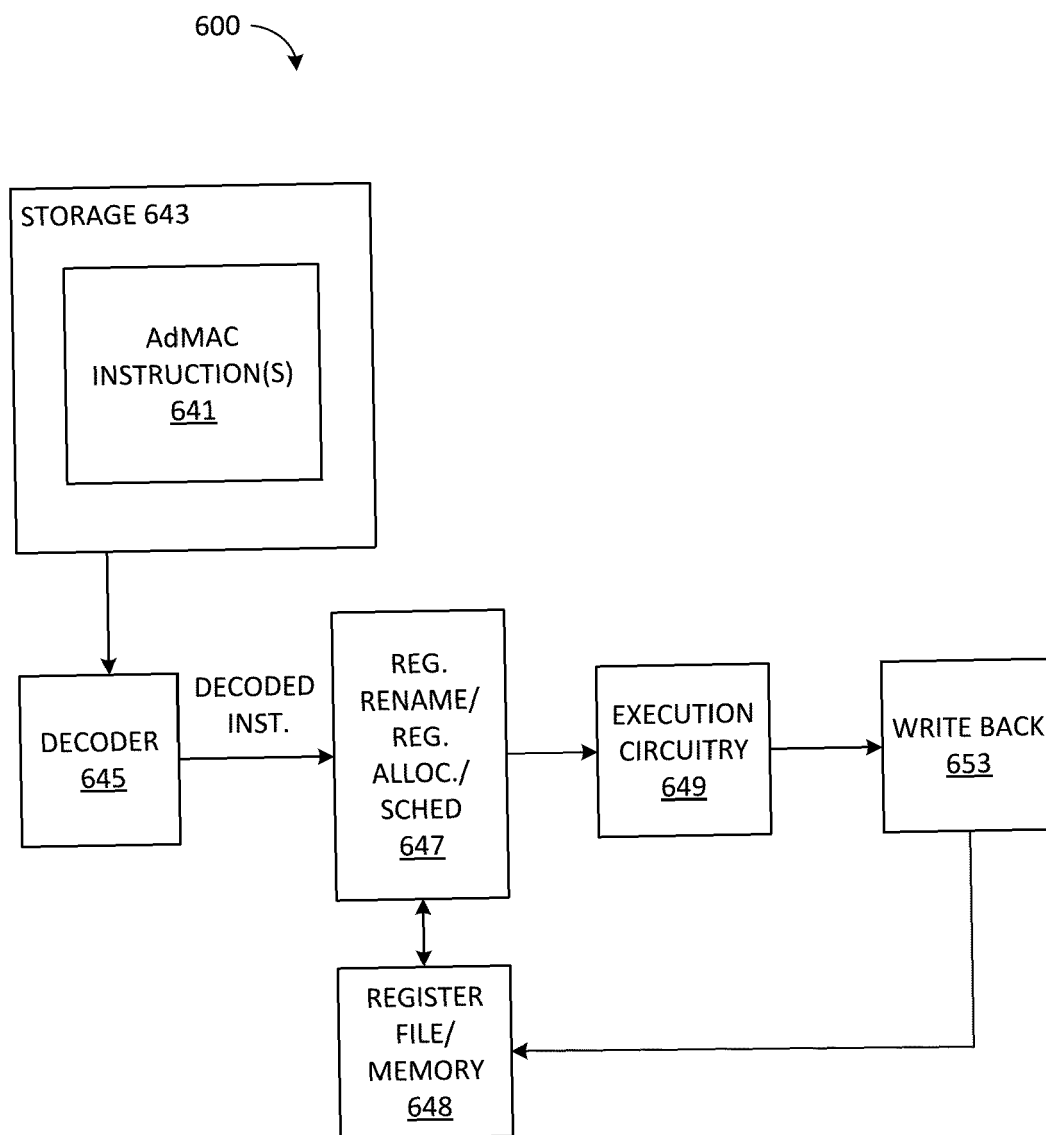 600
STORAGE 643
AdMAC
INSTRUCTION(S)
641
DECODER
645
DECODED
INST.
REG.
RENAME/
REG.
ALLOC./
SCHED
647
EXECUTION
CIRCUITRY
649
WRITE BACK
653
REGISTER
FILE/
MEMORY
648